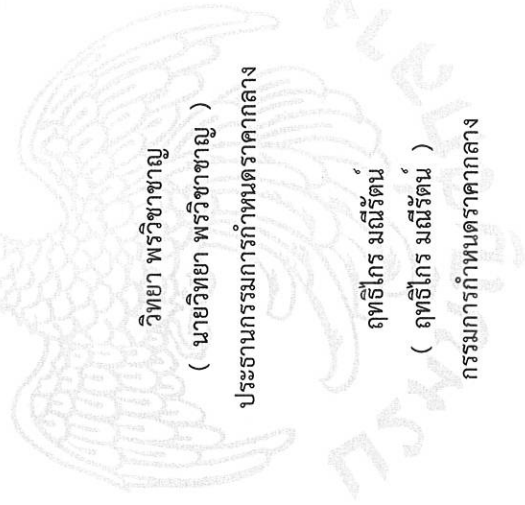 วิทยา พรวิชาชาญ
( นายวิทยา พรวิชาชาญ )
ประธานกรรมการกำหนดราคากลาง
ฤทธิไกร มณีรัตน์
( ฤทธิไกร มณีรัตน์ )
กรรมการกำหนดราคากลาง